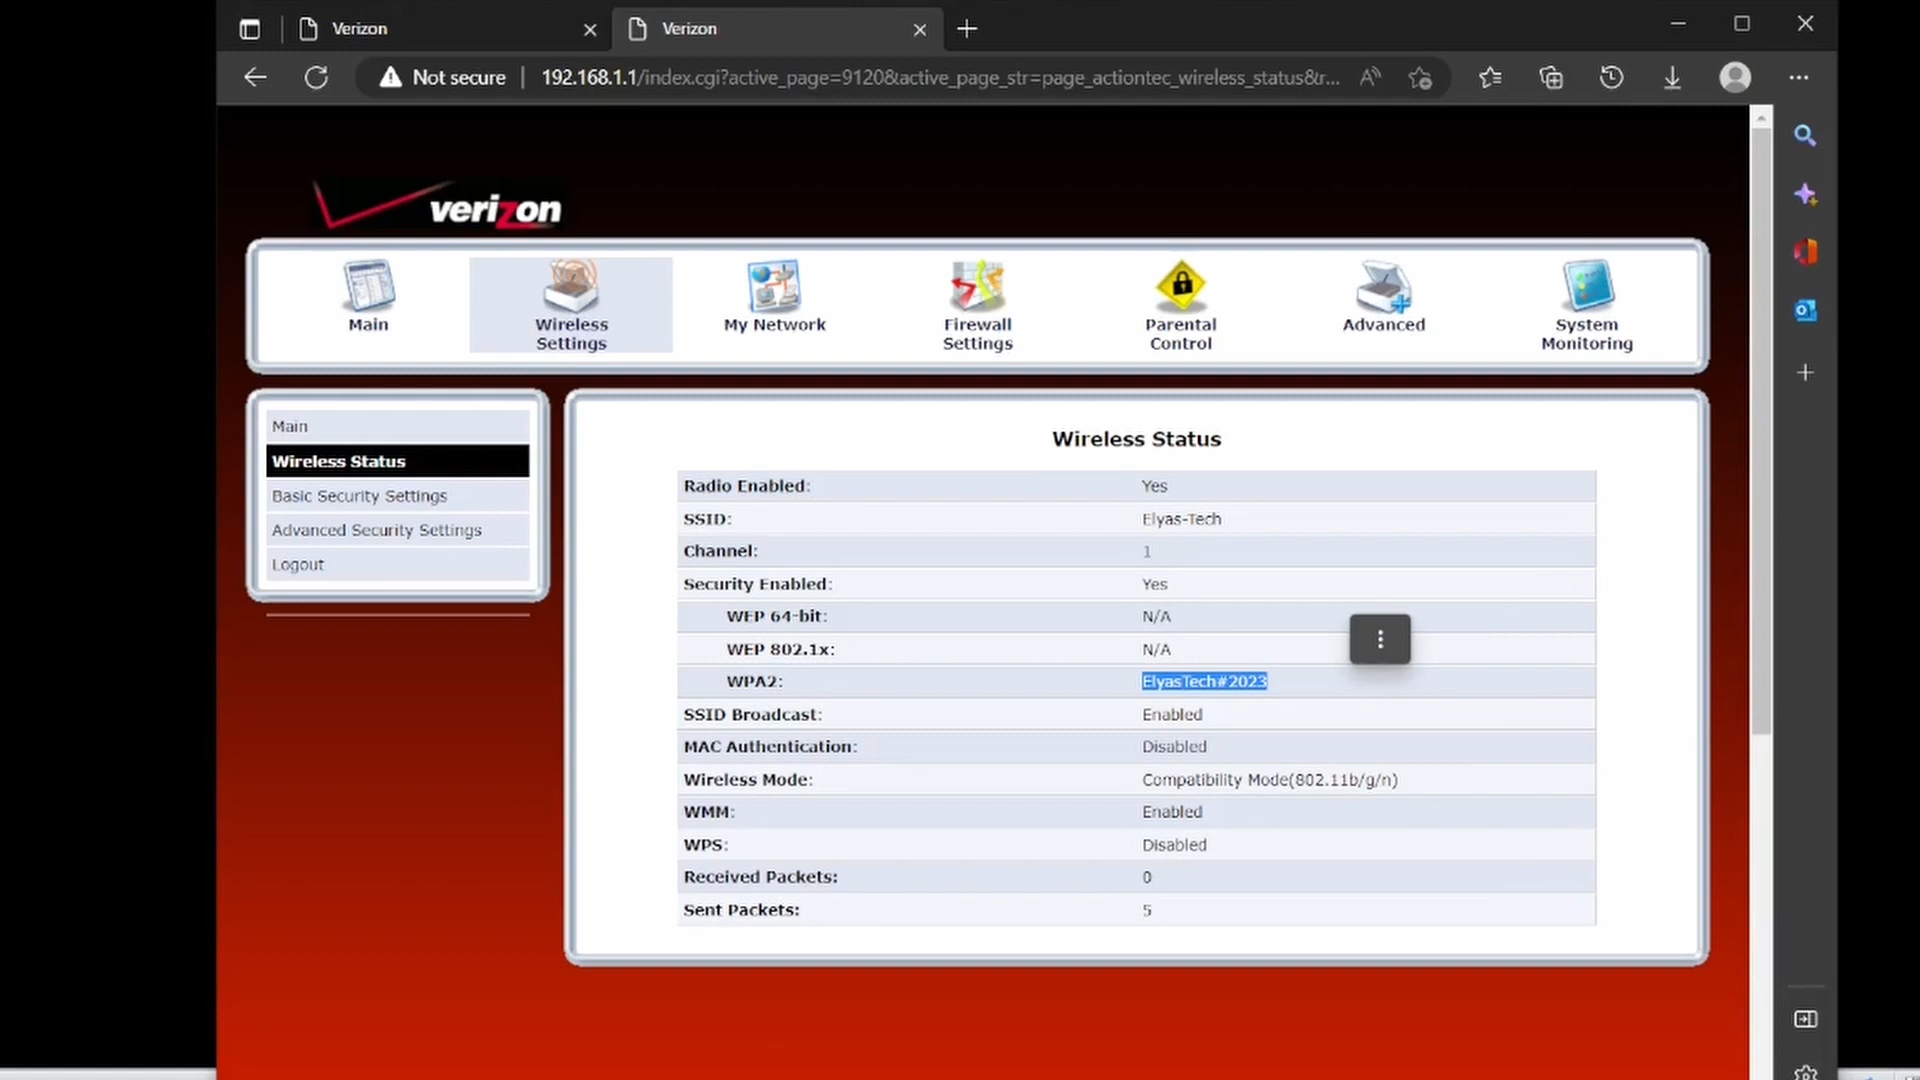 Verizon
Verizon
Not secure
192.168.1.1/index.cgi?active_page=9120&active_page_str=page_actiontec_wireless_status&r...
verizon
Main
Wireless
Settings
My Network
Firewall
Settings
Parental
Control
Advanced
System
Monitoring
Main
Wireless Status
Basic Security Settings
Advanced Security Settings
Logout
Wireless Status
Radio Enabled: Yes
SSID: Elyas-Tech
Channel: 1
Security Enabled: Yes
WEP 64-bit: N/A
WEP 802.1x: N/A
WPA2: ElyasTech#2023
SSID Broadcast: Enabled
MAC Authentication: Disabled
Wireless Mode: Compatibility Mode(802.11b/g/n)
WMM: Enabled
WPS: Disabled
Received Packets: 0
Sent Packets: 5